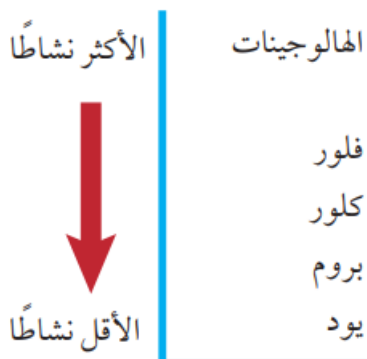 الهالوجينات
الأكثر نشاطًا
فلور
كلور
بروم
يود
الأقل نشاطًا